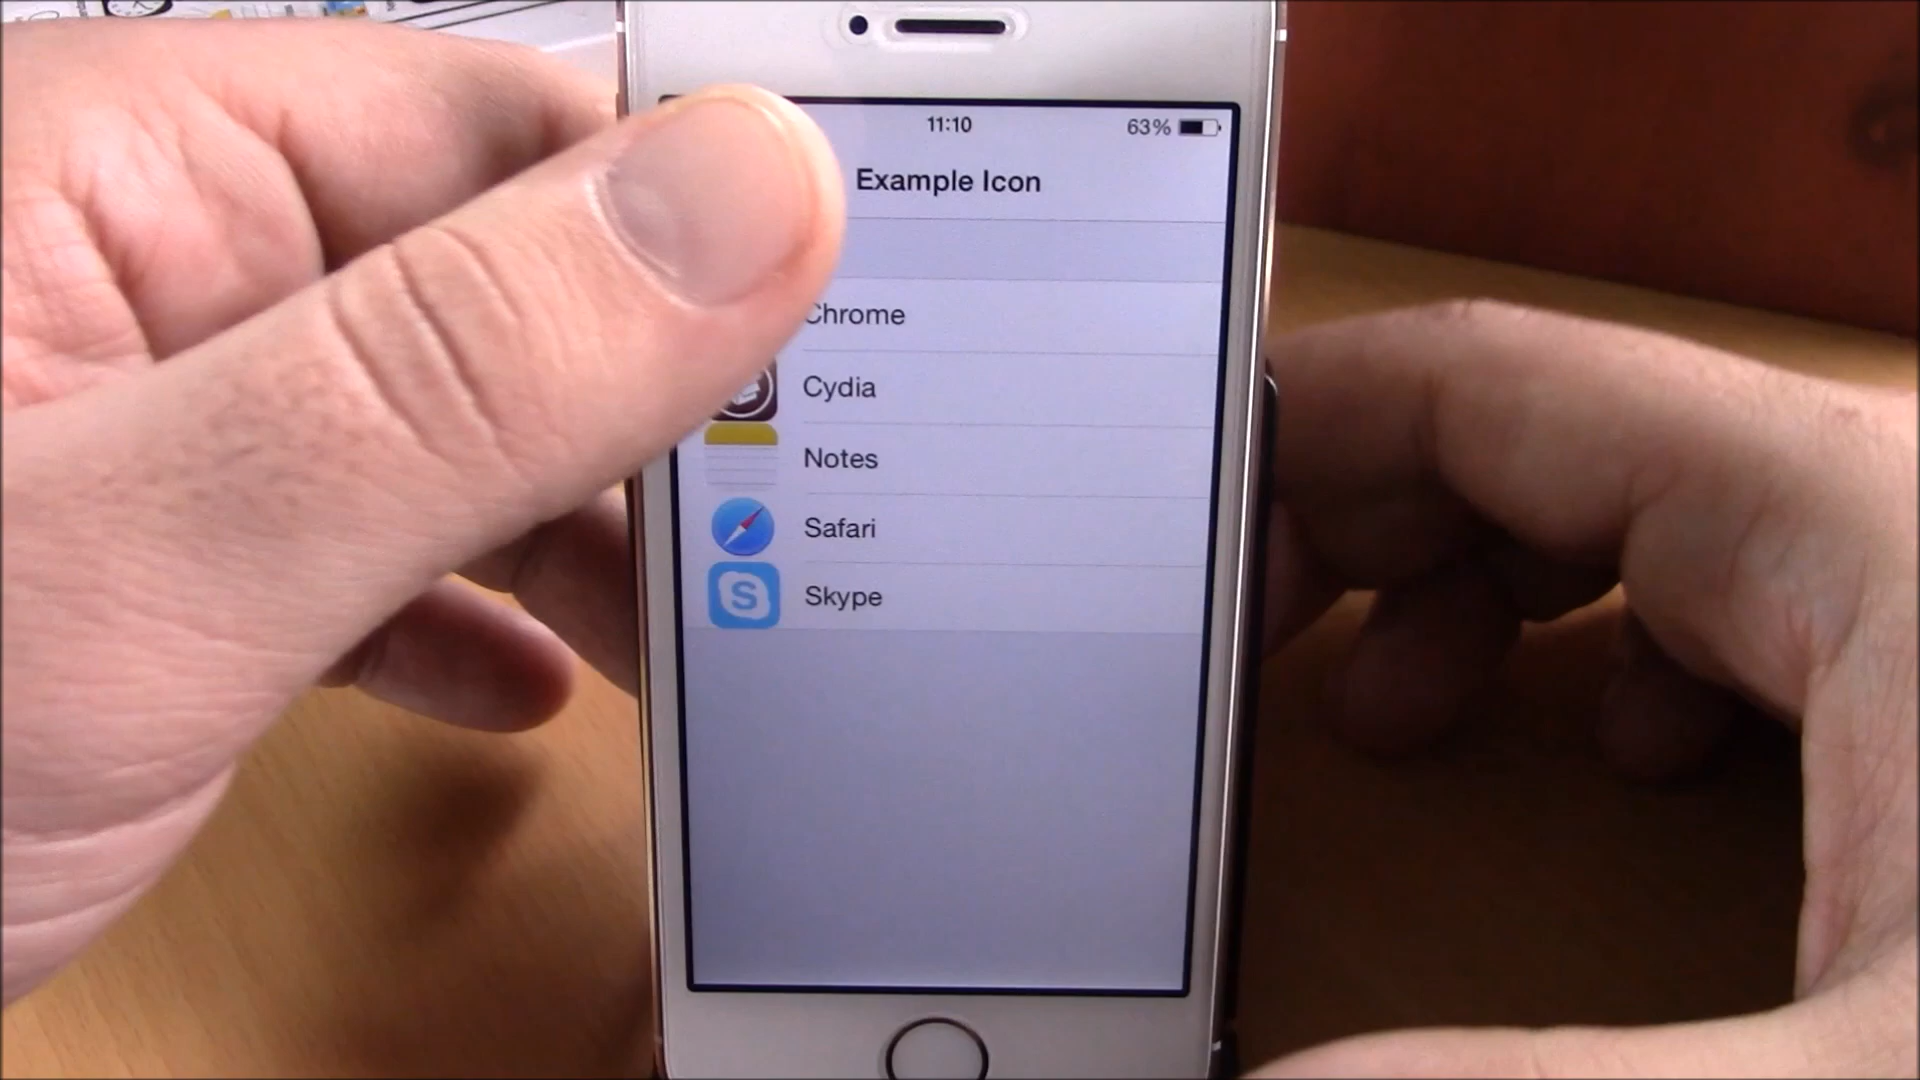 11:10 63%
Example Icon
Chrome
Cydia
Notes
Safari
S Skype